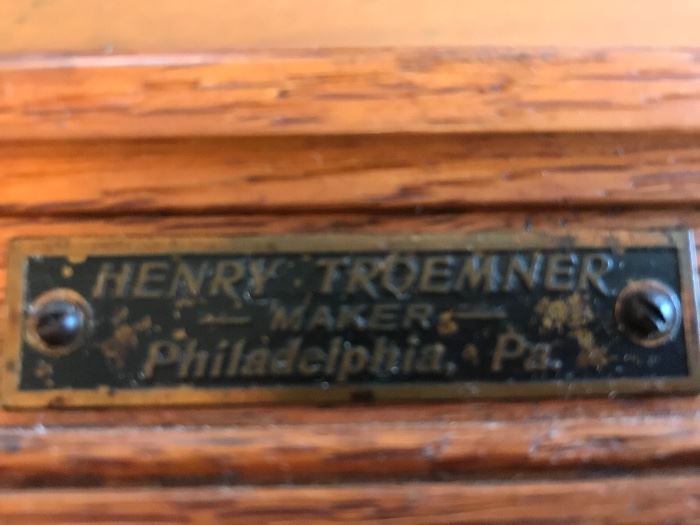 HENRY TROEMNER
— MAKER —
Philadelphia, Pa.